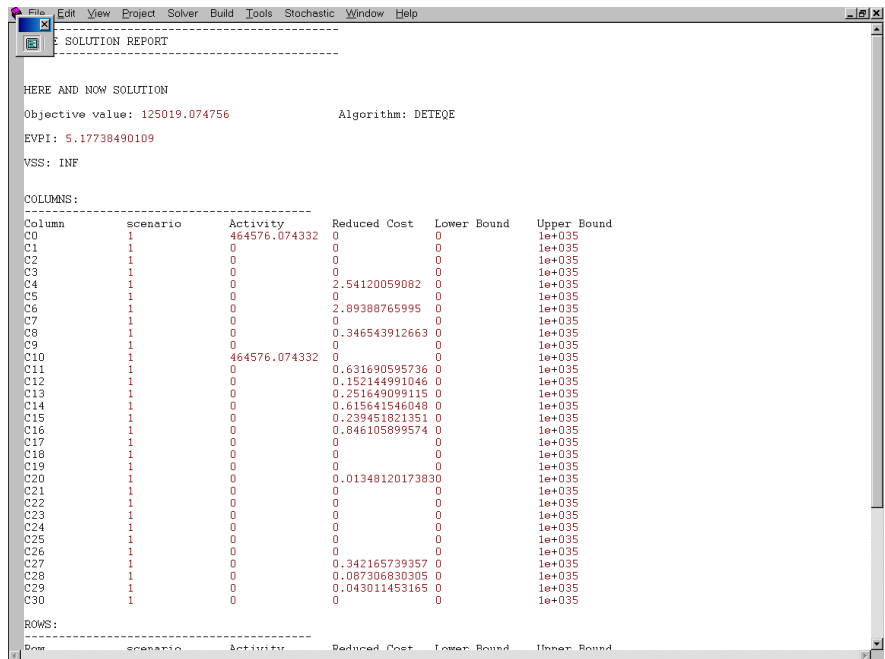 File Edit View Project Solver Build Tools Stochastic Window Help
----------------------------------------------
E SOLUTION REPORT
----------------------------------------------
HERE AND NOW SOLUTION
Objective value: 125019.074756 Algorithm: DETEQE
EVPI: 5.17738490109
VSS: INF
COLUMNS:
------------------------------------------
Column scenario Activity Reduced Cost Lower Bound Upper Bound
C0 1 464576.074332 0 0 1e+035
C1 1 0 0 0 1e+035
C2 1 0 0 0 1e+035
C3 1 0 0 0 1e+035
C4 1 0 2.54120059082 0 1e+035
C5 1 0 0 0 1e+035
C6 1 0 2.89388765995 0 1e+035
C7 1 0 0 0 1e+035
C8 1 0 0.346543912663 0 1e+035
C9 1 0 0 0 1e+035
C10 1 464576.074332 0 0 1e+035
C11 1 0 0.631690595736 0 1e+035
C12 1 0 0.152144991046 0 1e+035
C13 1 0 0.251649099115 0 1e+035
C14 1 0 0.615641546048 0 1e+035
C15 1 0 0.239451821351 0 1e+035
C16 1 0 0.846105899574 0 1e+035
C17 1 0 0 0 1e+035
C18 1 0 0 0 1e+035
C19 1 0 0 0 1e+035
C20 1 0 0.01348120173830 1e+035
C21 1 0 0 0 1e+035
C22 1 0 0 0 1e+035
C23 1 0 0 0 1e+035
C24 1 0 0 0 1e+035
C25 1 0 0 0 1e+035
C26 1 0 0 0 1e+035
C27 1 0 0.342165739357 0 1e+035
C28 1 0 0.087306830305 0 1e+035
C29 1 0 0.043011453165 0 1e+035
C30 1 0 0 0 1e+035
ROWS:
------------------------------------------
Row scenario Activity Reduced Cost Lower Bound Upper Bound